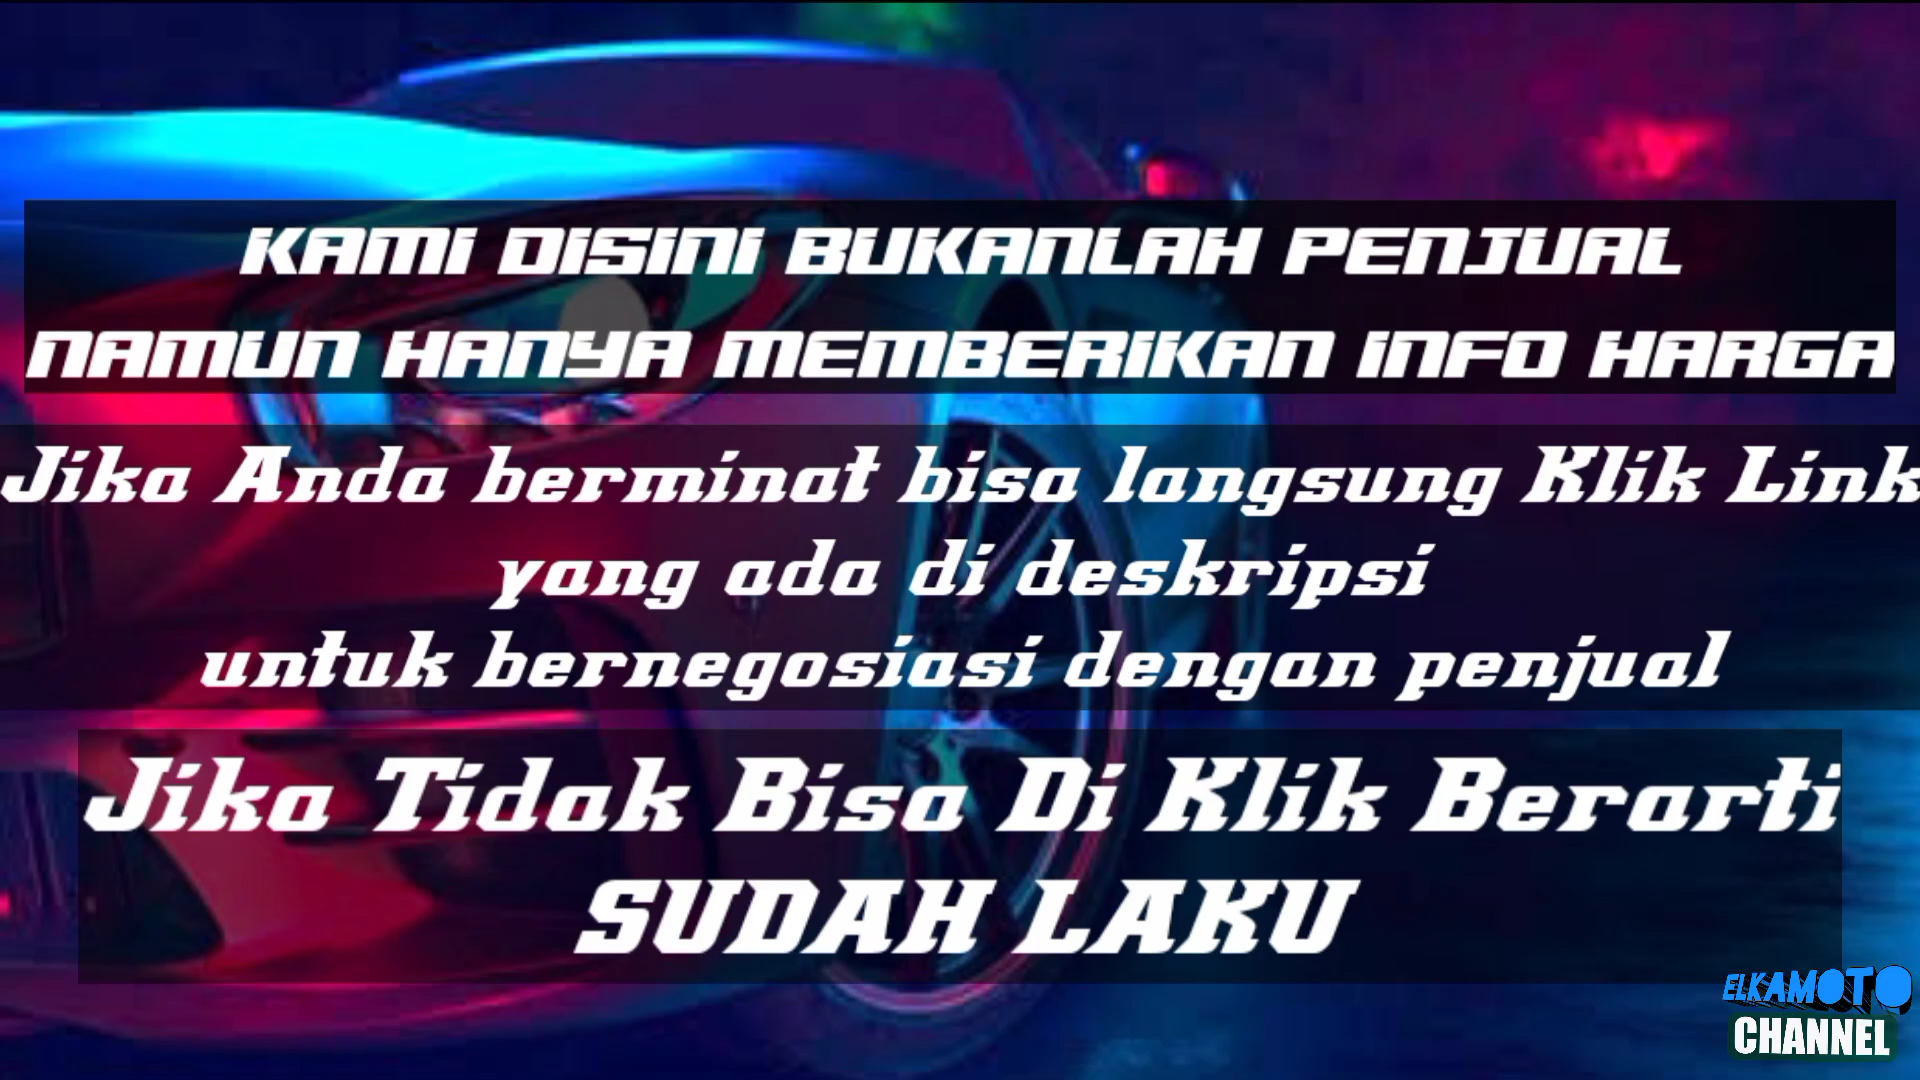 KAMI DISINI BUKANLAH PENJUAL
NAMUN HANYA MEMBERIKAN INFO HARGA
Jika Anda berminat bisa langsung Klik Link
yang ada di deskripsi
untuk bernegosiasi dengan penjual
Jika Tidak Bisa Di Klik Berarti
SUDAH LAKU
ELKAMOTO
CHANNEL